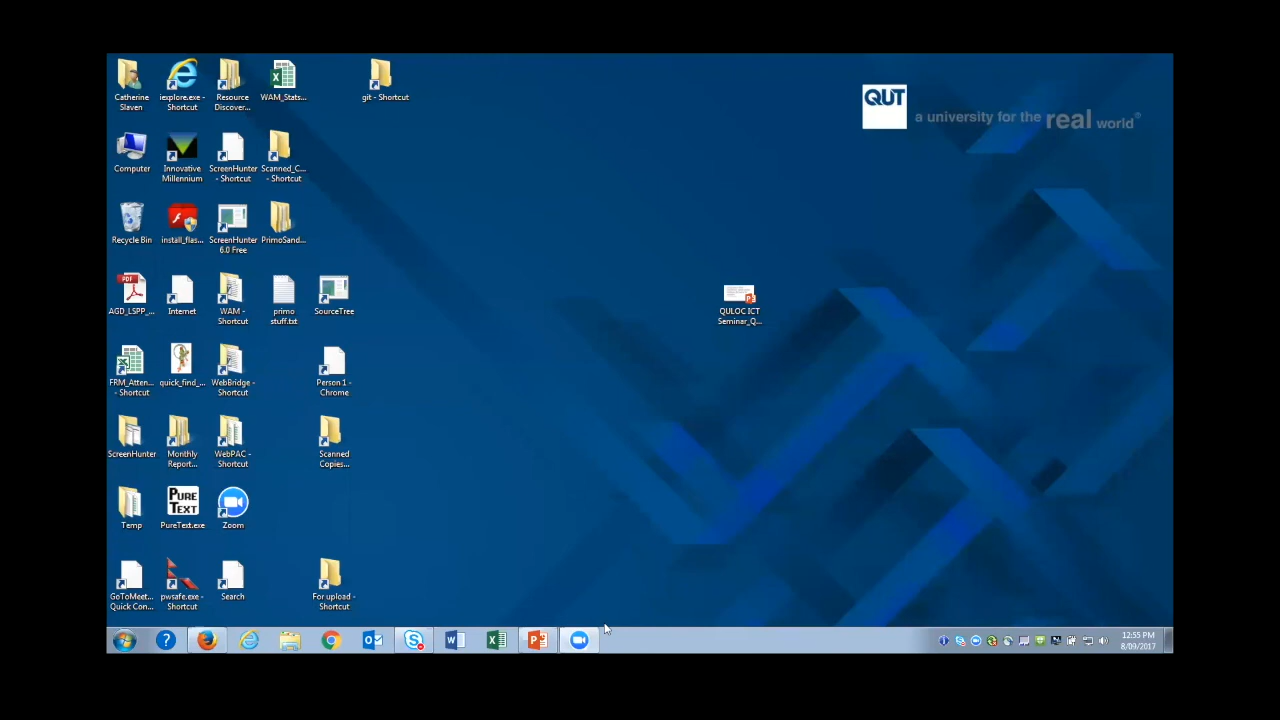 QUT
a university for the real world®
Catherine
Slaven
iexplore.exe -
Shortcut
Resource
Discover...
WAM_Stats...
git - Shortcut
Computer
Innovative
Millennium
ScreenHunter
- Shortcut
Scanned_C...
- Shortcut
Recycle Bin
install_flas...
ScreenHunter
6.0 Free
PrimoSand...
PDF
AGD_LSPP_...
Internet
WAM -
Shortcut
primo
stuff.txt
SourceTree
QULOC ICT
Seminar_Q...
FRM_Atten...
- Shortcut
quick_find_...
WebBridge -
Shortcut
Person 1 -
Chrome
ScreenHunter
Monthly
Report...
WebPAC -
Shortcut
Scanned
Copies...
Temp
PURE
TEXT
PureText.exe
Zoom
GoToMeet...
Quick Con...
pwsafe.exe -
Shortcut
Search
For upload -
Shortcut
12:55 PM
8/09/2017